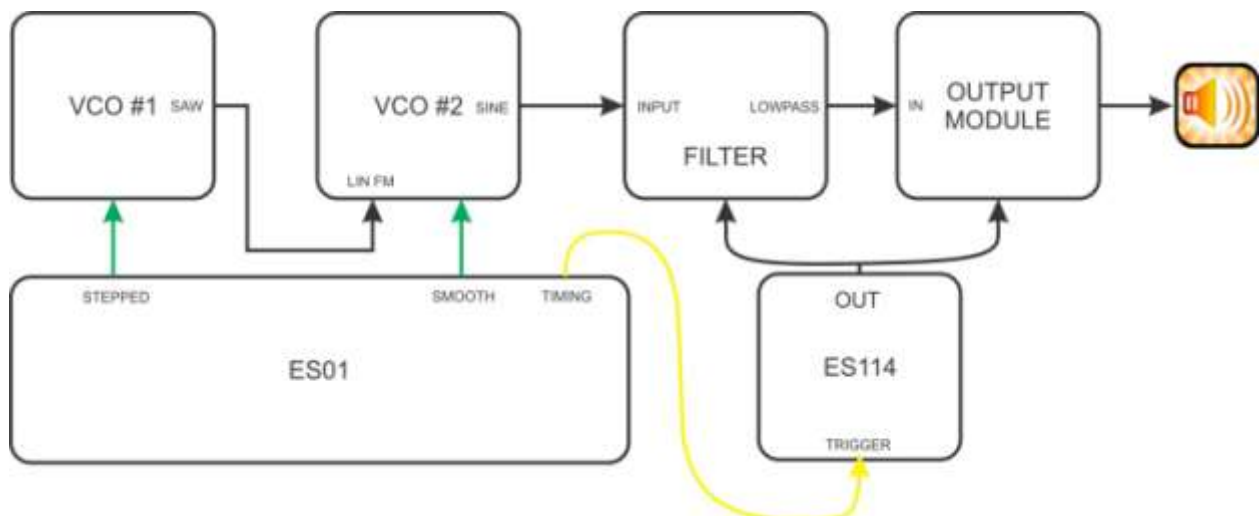 VCO #1
SAW
VCO #2
SINE
LIN FM
INPUT
LOWPASS
FILTER
IN
OUTPUT
MODULE
STEPPED
SMOOTH
TIMING
ES01
OUT
ES114
TRIGGER